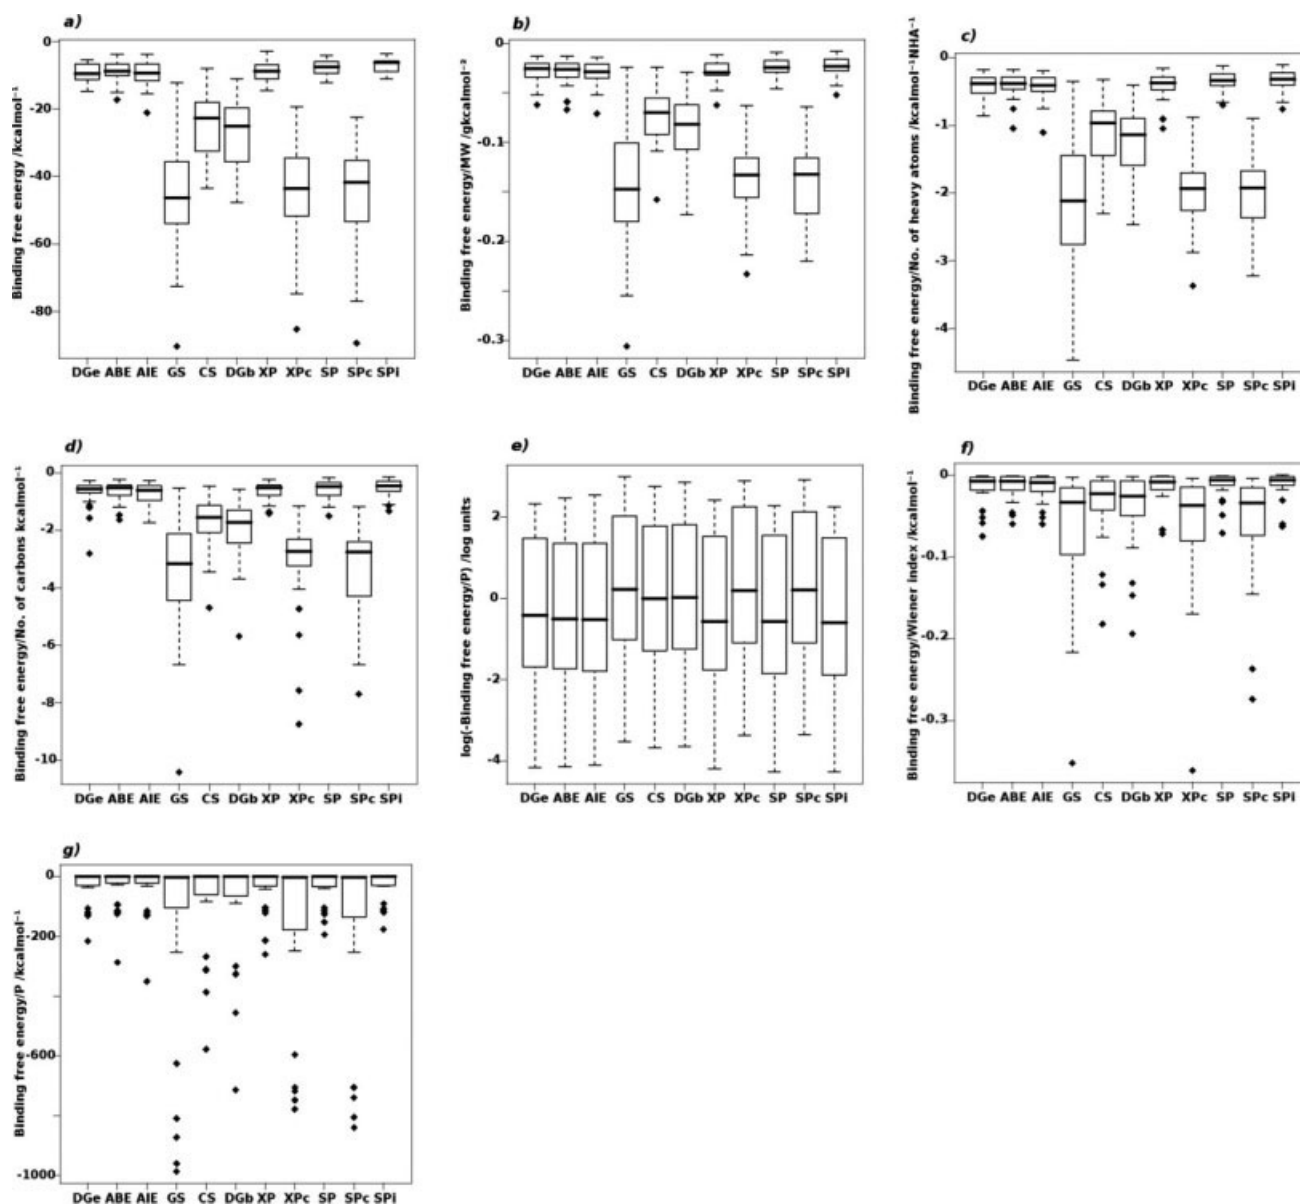 a)
Binding free energy /kcalmol⁻¹
0
-20
-40
-60
-80
DGe ABE AIE GS CS DGb XP XPc SP SPc SPI
b)
Binding free energy/MW /gkcalmol⁻²
0
-0.1
-0.2
-0.3
DGe ABE AIE GS CS DGb XP XPc SP SPc SPI
c)
Binding free energy/No. of heavy atoms /kcalmol⁻¹NHA⁻¹
0
-1
-2
-3
-4
DGe ABE AIE GS CS DGb XP XPc SP SPc SPI
d)
Binding free energy/No. of carbons kcalmol⁻¹
0
-2
-4
-6
-8
-10
DGe ABE AIE GS CS DGb XP XPc SP SPc SPI
e)
log(-Binding free energy/P) /log units
2
0
-2
-4
DGe ABE AIE GS CS DGb XP XPc SP SPc SPI
f)
Binding free energy/Wiener index /kcalmol⁻¹
0
-0.1
-0.2
-0.3
DGe ABE AIE GS CS DGb XP XPc SP SPc SPI
g)
Binding free energy/P /kcalmol⁻¹
0
-200
-600
-1000
DGe ABE AIE GS CS DGb XP XPc SP SPc SPI